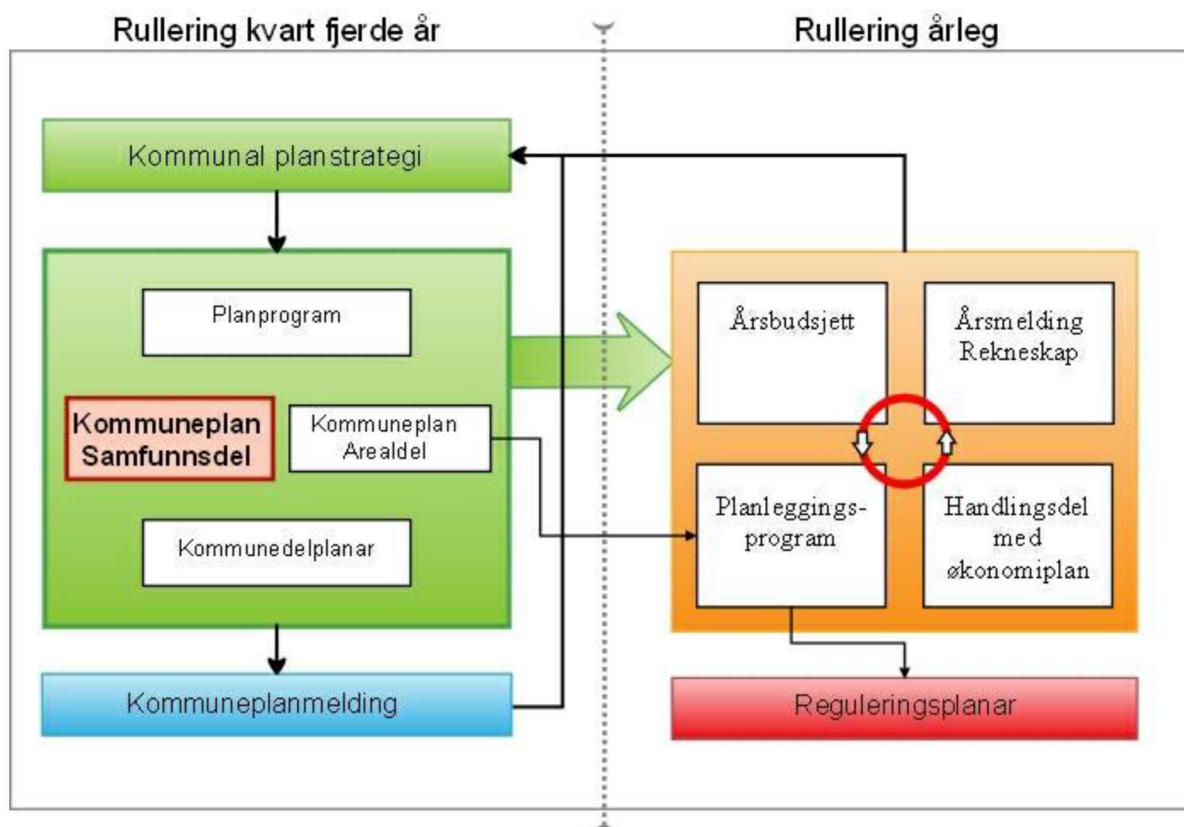 Rullering kvart fjerde år
Rullering årleg
Kommunal planstrategi
Planprogram
Kommuneplan
Samfunnsdel
Kommuneplan
Arealdel
Kommunedelplanar
Kommuneplanmelding
Årsbudsjett
Årsmelding
Rekneskap
Planleggings-
program
Handlingsdel
med
økonomiplan
Reguleringsplanar